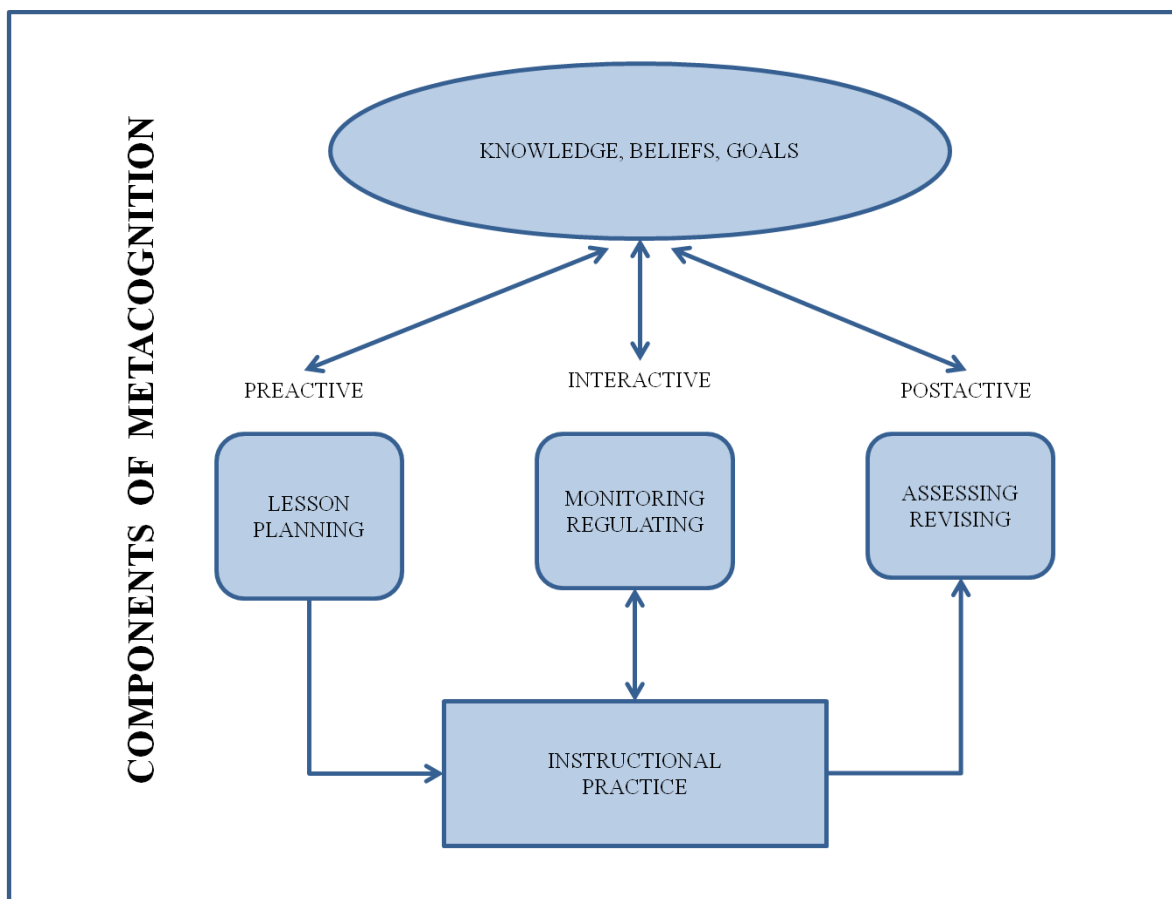 COMPONENTS OF METACOGNITION
KNOWLEDGE, BELIEFS, GOALS
PREACTIVE
INTERACTIVE
POSTACTIVE
LESSON
PLANNING
MONITORING
REGULATING
ASSESSING
REVISING
INSTRUCTIONAL
PRACTICE